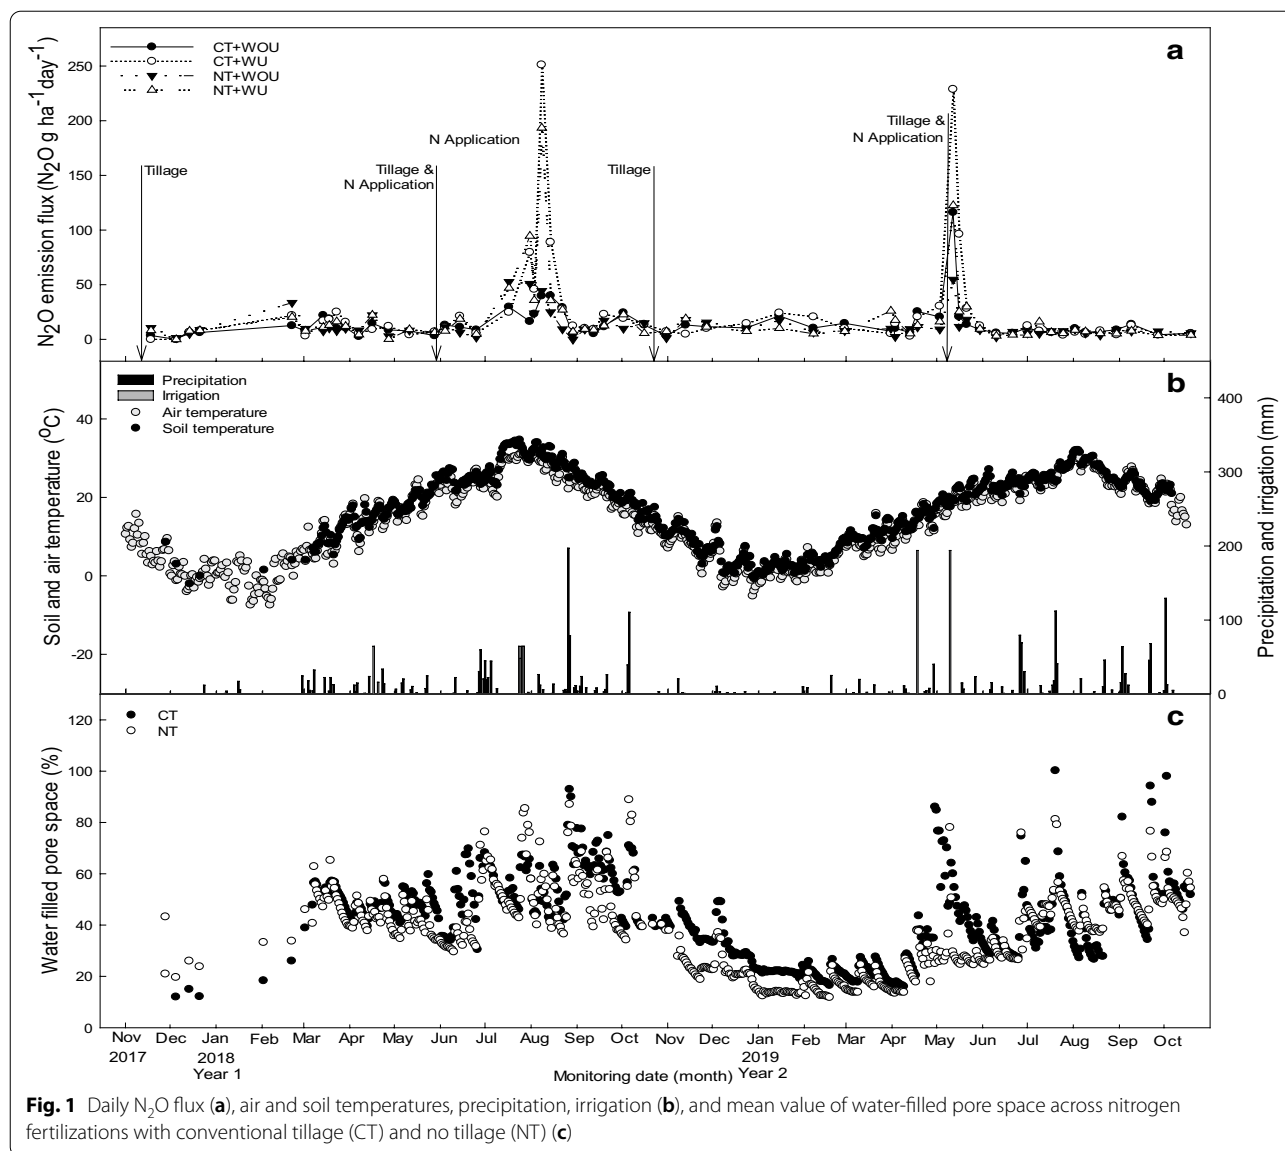 a
CT+WOU
CT+WU
NT+WOU
NT+WU
N₂O emission flux (N₂O g ha⁻¹day⁻¹)
250
200
150
100
50
0
Tillage
Tillage &
N Application
N Application
Tillage
Tillage &
N Application
b
Precipitation
Irrigation
Air temperature
Soil temperature
Soil and air temperature (⁰C)
40
20
0
-20
Precipitation and irrigation (mm)
400
300
200
100
0
c
CT
NT
Water filled pore space (%)
120
100
80
60
40
20
0
Nov Dec Jan Feb Mar Apr May Jun Jul Aug Sep Oct Nov Dec Jan Feb Mar Apr May Jun Jul Aug Sep Oct
2017 2018 2019
Year 1 Year 2
Monitoring date (month)
Fig. 1 Daily N₂O flux (a), air and soil temperatures, precipitation, irrigation (b), and mean value of water-filled pore space across nitrogen
fertilizations with conventional tillage (CT) and no tillage (NT) (c)